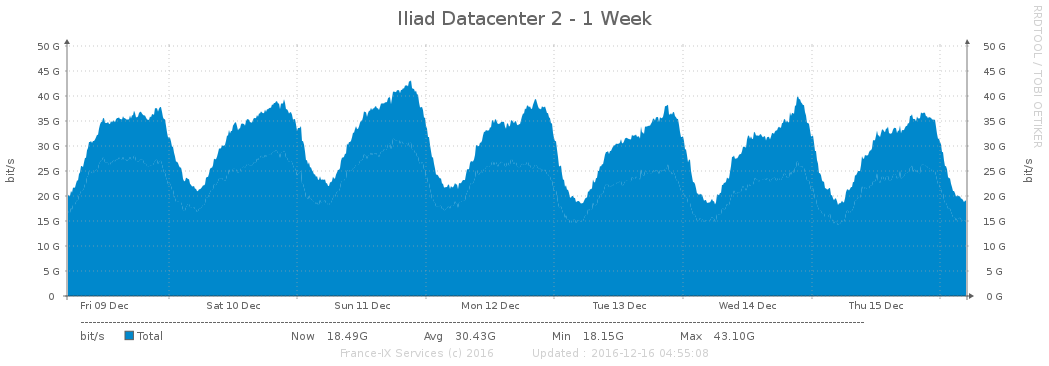 Iliad Datacenter 2 - 1 Week
RRDTOOL / TOBI OETIKER
50 G 50 G
45 G 45 G
40 G 40 G
35 G 35 G
30 G 30 G
25 G 25 G
20 G 20 G
15 G 15 G
10 G 10 G
5 G 5 G
0 0 G
bit/s bit/s
Fri 09 Dec Sat 10 Dec Sun 11 Dec Mon 12 Dec Tue 13 Dec Wed 14 Dec Thu 15 Dec
bit/s Total Now 18.49G Avg 30.43G Min 18.15G Max 43.10G
France-IX Services (c) 2016 Updated : 2016-12-16 04:55:08